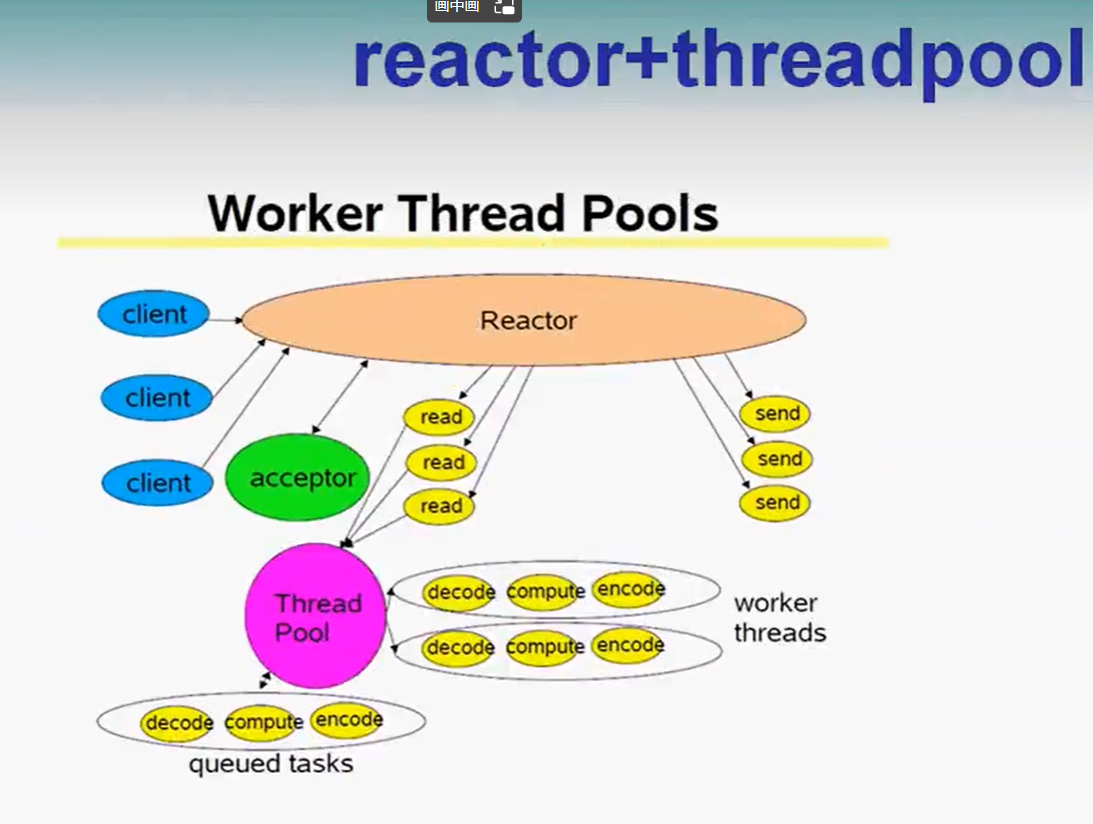 画中画
reactor+threadpool
Worker Thread Pools
client
Reactor
client
client
acceptor
read
read
read
send
send
send
Thread
Pool
decode compute encode
decode compute encode
worker
threads
decode compute encode
queued tasks